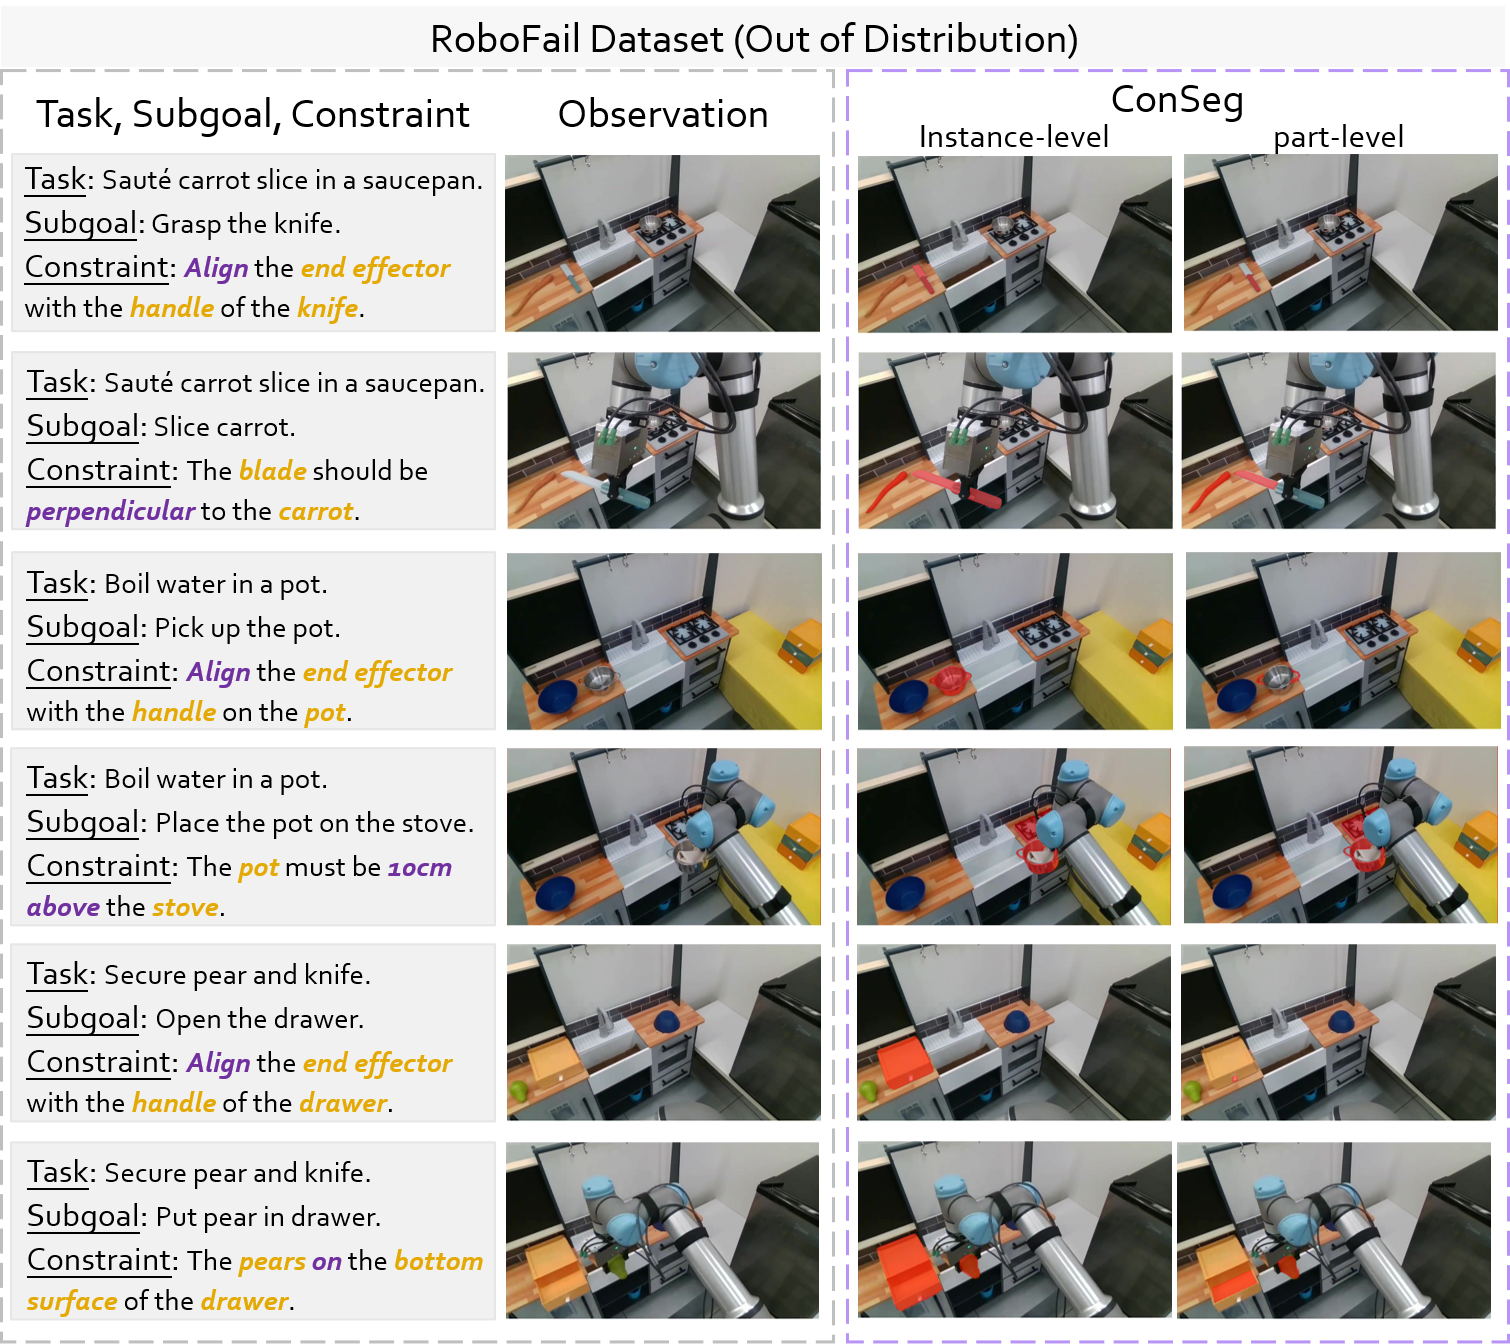 RoboFail Dataset (Out of Distribution)
Task, Subgoal, Constraint
Observation
ConSeg
Instance-level
part-level
Task: Sauté carrot slice in a saucepan.
Subgoal: Grasp the knife.
Constraint: Align the end effector
with the handle of the knife.
Task: Sauté carrot slice in a saucepan.
Subgoal: Slice carrot.
Constraint: The blade should be
perpendicular to the carrot.
Task: Boil water in a pot.
Subgoal: Pick up the pot.
Constraint: Align the end effector
with the handle on the pot.
Task: Boil water in a pot.
Subgoal: Place the pot on the stove.
Constraint: The pot must be 10cm
above the stove.
Task: Secure pear and knife.
Subgoal: Open the drawer.
Constraint: Align the end effector
with the handle of the drawer.
Task: Secure pear and knife.
Subgoal: Put pear in drawer.
Constraint: The pears on the bottom
surface of the drawer.